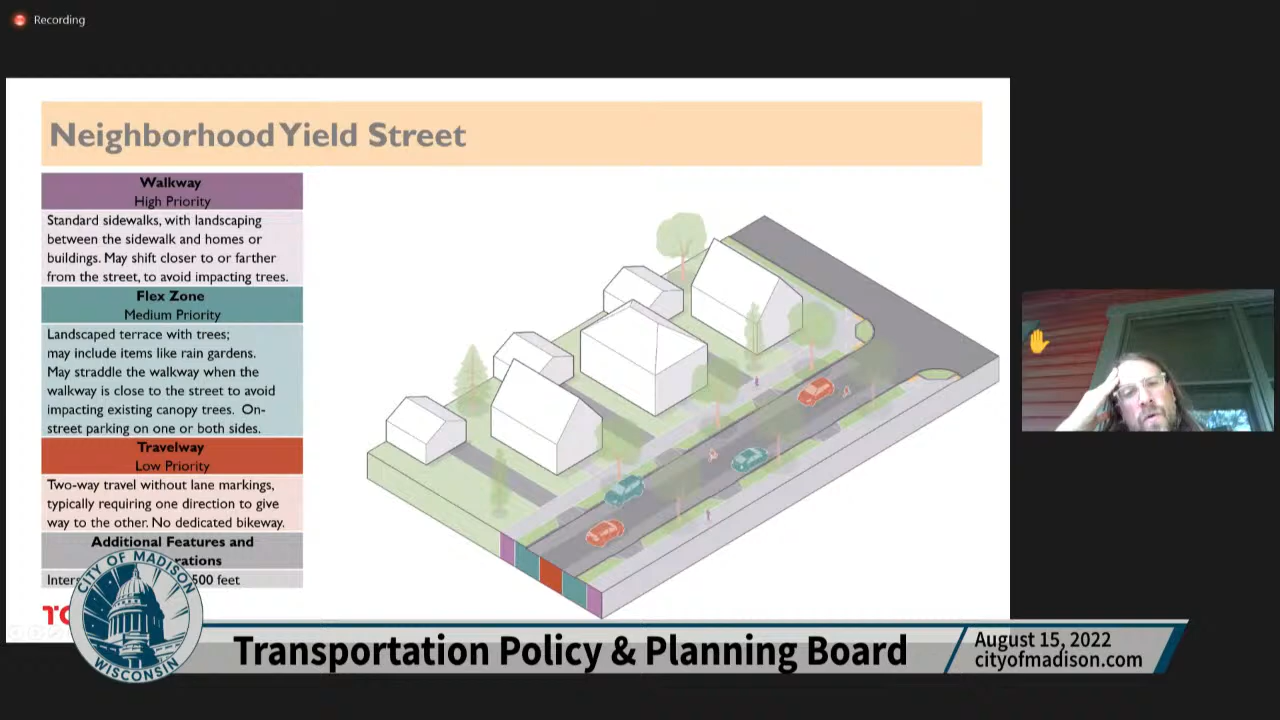 Recording
Neighborhood Yield Street
Walkway
High Priority
Standard sidewalks, with landscaping
between the sidewalk and homes or
buildings. May shift closer to or farther
from the street, to avoid impacting trees.
Flex Zone
Medium Priority
Landscaped terrace with trees;
may include items like rain gardens.
May straddle the walkway when the
walkway is close to the street to avoid
impacting existing canopy trees. On-
street parking on one or both sides.
Travelway
Low Priority
Two-way travel without lane markings,
typically requiring one direction to give
way to the other. No dedicated bikeway.
Additional Features and
500 feet
CITY OF MADISON
WISCONSIN
Transportation Policy & Planning Board
August 15, 2022
cityofmadison.com